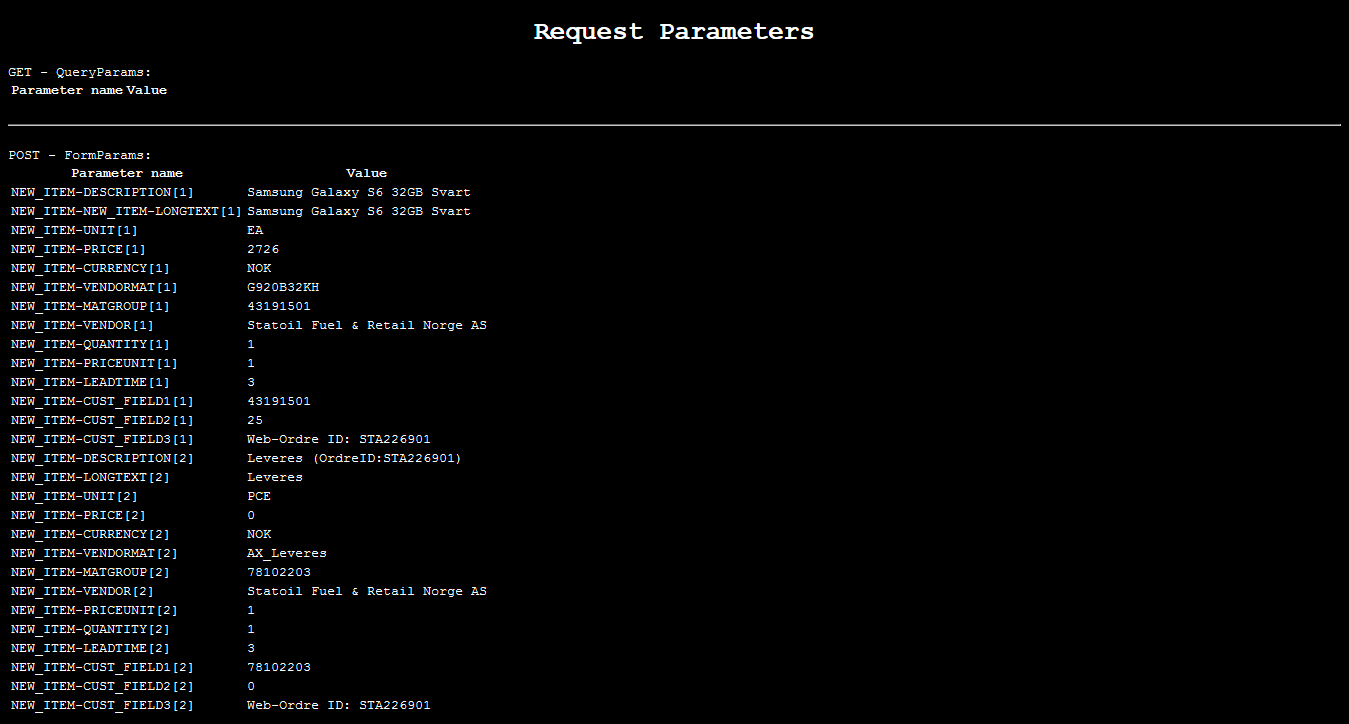 Request Parameters
GET - QueryParams:
Parameter name Value
POST - FormParams:
Parameter name Value
NEW_ITEM-DESCRIPTION[1] Samsung Galaxy S6 32GB Svart
NEW_ITEM-NEW_ITEM-LONGTEXT[1] Samsung Galaxy S6 32GB Svart
NEW_ITEM-UNIT[1] EA
NEW_ITEM-PRICE[1] 2726
NEW_ITEM-CURRENCY[1] NOK
NEW_ITEM-VENDORMAT[1] G920B32KH
NEW_ITEM-MATGROUP[1] 43191501
NEW_ITEM-VENDOR[1] Statoil Fuel & Retail Norge AS
NEW_ITEM-QUANTITY[1] 1
NEW_ITEM-PRICEUNIT[1] 1
NEW_ITEM-LEADTIME[1] 3
NEW_ITEM-CUST_FIELD1[1] 43191501
NEW_ITEM-CUST_FIELD2[1] 25
NEW_ITEM-CUST_FIELD3[1] Web-Ordre ID: STA226901
NEW_ITEM-DESCRIPTION[2] Leveres (OrdreID:STA226901)
NEW_ITEM-LONGTEXT[2] Leveres
NEW_ITEM-UNIT[2] PCE
NEW_ITEM-PRICE[2] 0
NEW_ITEM-CURRENCY[2] NOK
NEW_ITEM-VENDORMAT[2] AX_Leveres
NEW_ITEM-MATGROUP[2] 78102203
NEW_ITEM-VENDOR[2] Statoil Fuel & Retail Norge AS
NEW_ITEM-PRICEUNIT[2] 1
NEW_ITEM-QUANTITY[2] 1
NEW_ITEM-LEADTIME[2] 3
NEW_ITEM-CUST_FIELD1[2] 78102203
NEW_ITEM-CUST_FIELD2[2] 0
NEW_ITEM-CUST_FIELD3[2] Web-Ordre ID: STA226901